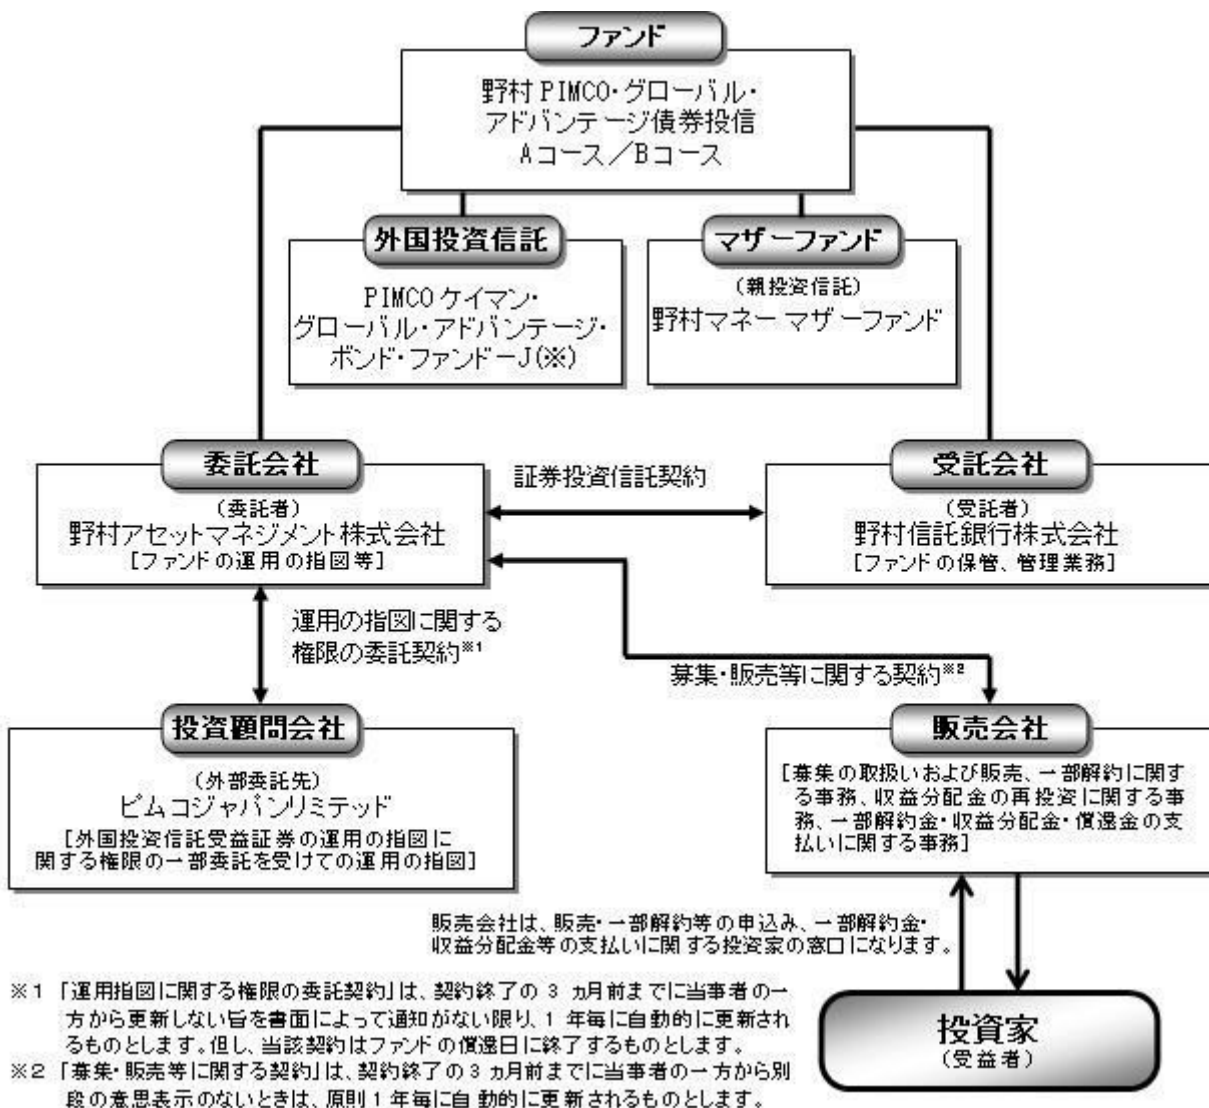 ファンド
野村PIMCO・グローバル・
アドバンテージ債券投信
Aコース／Bコース
外国投資信託
PIMCOケイマン・
グローバル・アドバンテージ・
ボンド・ファンド－J(※)
マザーファンド
(親投資信託)
野村マネー マザーファンド
委託会社
(委託者)
野村アセットマネジメント株式会社
[ファンドの運用の指図等]
証券投資信託契約
受託会社
(受託者)
野村信託銀行株式会社
[ファンドの保管、管理業務]
運用の指図に関する
権限の委託契約※1
募集・販売等に関する契約※2
投資顧問会社
(外部委託先)
ピムコジャパンリミテッド
[外国投資信託受益証券の運用の指図に
関する権限の一部委託を受けての運用の指図]
販売会社
[募集の取扱いおよび販売、一部解約に関す
る事務、収益分配金の再投資に関する事
務、一部解約金・収益分配金・償還金の支
払いに関する事務]
販売会社は、販売・一部解約等の申込み、一部解約金・
収益分配金等の支払いに関する投資家の窓口になります。
投資家
(受益者)
※1 「運用指図に関する権限の委託契約」は、契約終了の 3 ヵ月前までに当事者の一
方から更新しない旨を書面によって通知がない限り、1 年毎に自動的に更新され
るものとします。但し、当該契約はファンドの償還日に終了するものとします。
※2 「募集・販売等に関する契約」は、契約終了の3 ヵ月前までに当事者の一方から別
段の意思表示のないときは、原則1 年毎に自動的に更新されるものとします。